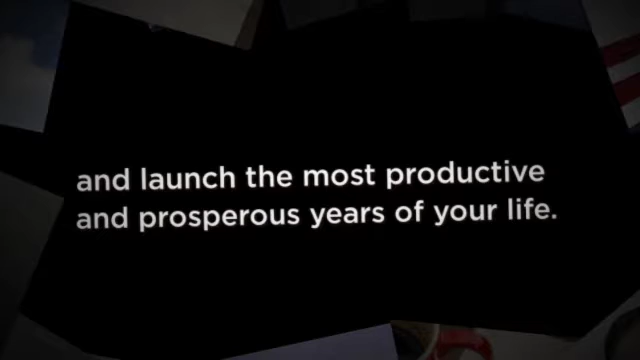 and launch the most productive
and prosperous years of your life.